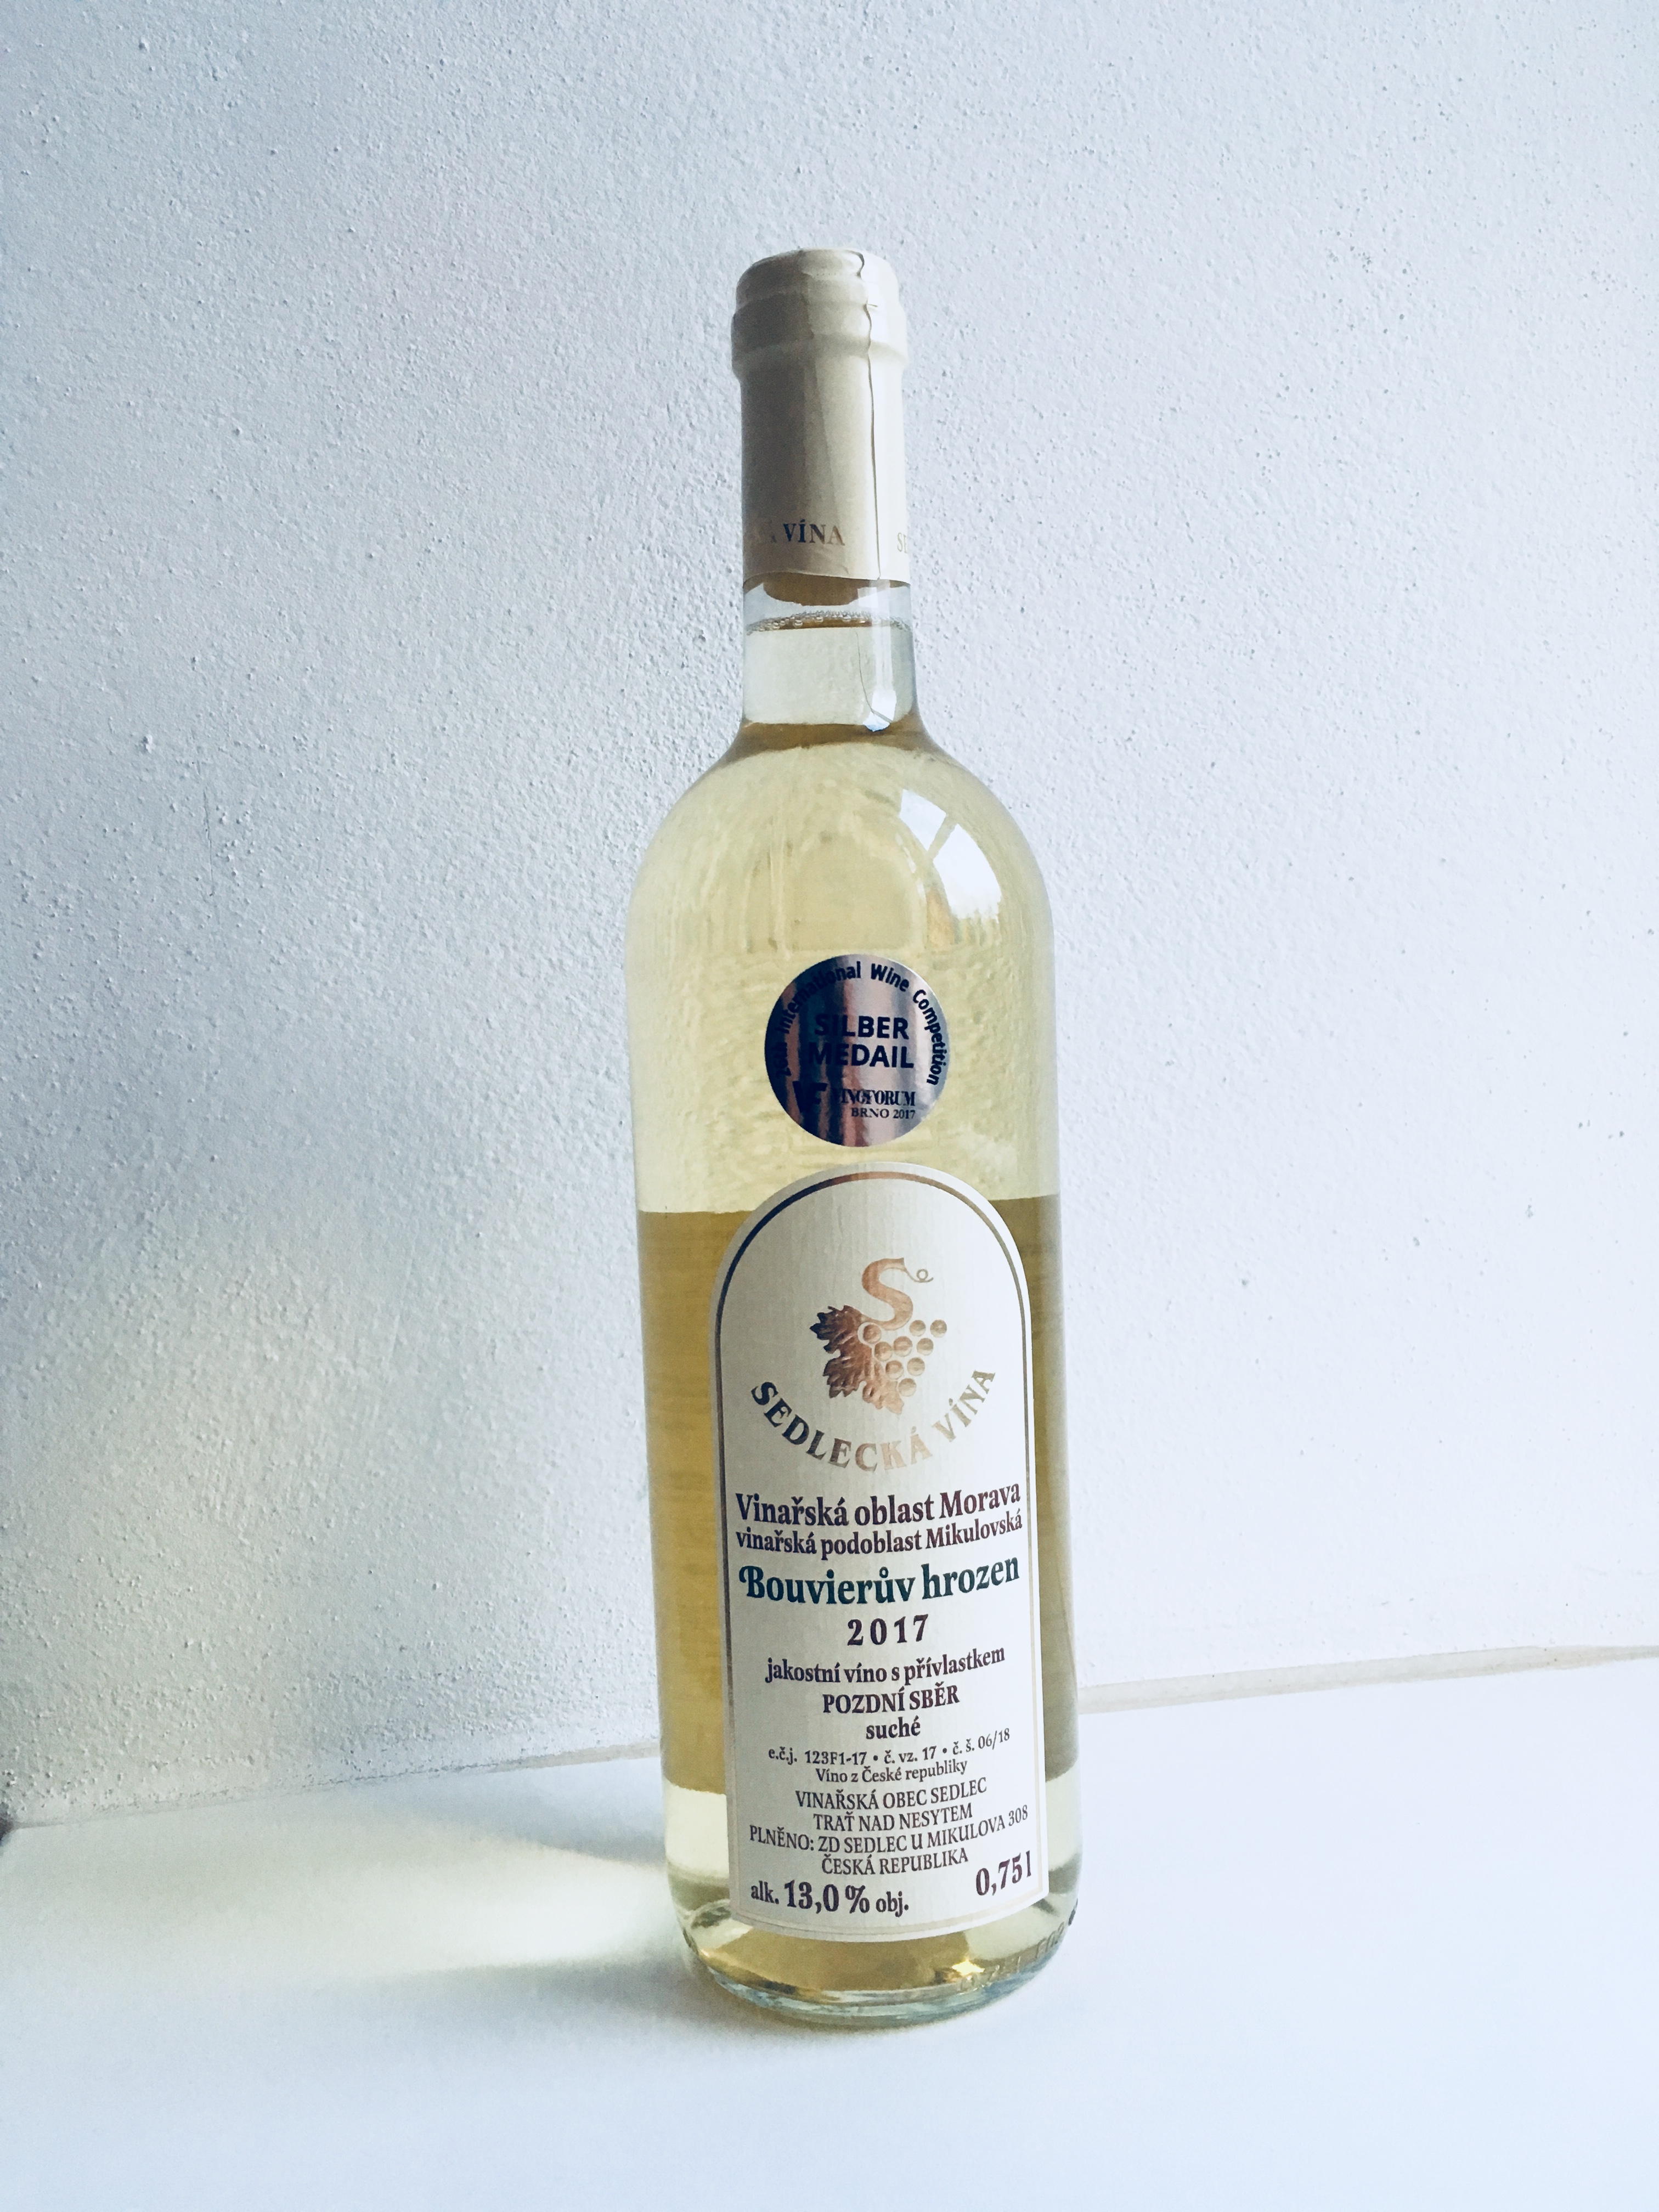 VÍNA
International Wine Competition
SILBER
MEDAIL
VINOFORUM
BRNO 2017
S
SEDLECKÁ VÍNA
Vinařská oblast Morava
vinařská podoblast Mikulovská
Bouvierův hrozen
2017
jakostní víno s přívlastkem
POZDNÍ SBĚR
suché
e.č.j. 123F1-17 • č. vz. 17 • č. š. 06/18
Víno z České republiky
VINAŘSKÁ OBEC SEDLEC
TRAŤ NAD NESYTEM
PLNĚNO: ZD SEDLEC U MIKULOVA 308
ČESKÁ REPUBLIKA
alk. 13,0 % obj. 0,75 l